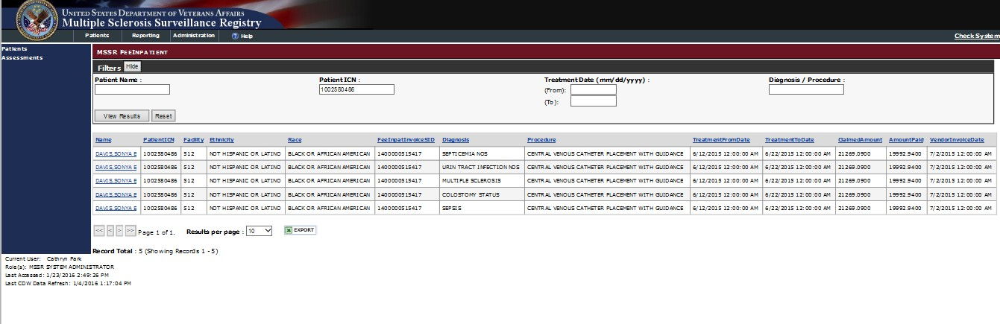 UNITED STATES DEPARTMENT OF VETERANS AFFAIRS
Multiple Sclerosis Surveillance Registry
Patients Reporting Administration Help Check System
Patients
Assessments
MSSR FEEINPATIENT
Filters Hide
Patient Name : Patient ICN : Treatment Date (mm/dd/yyyy) : Diagnosis / Procedure :
1002580486 (From):
(To):
View Results Reset
Name PatientICN Facility Ethnicity Race FeeInpatInvoiceSID Diagnosis Procedure TreatmentFromDate TreatmentToDate ClaimedAmount AmountPaid VendorInvoiceDate
DAVIS,SONYA E 1002580486 512 NOT HISPANIC OR LATINO BLACK OR AFRICAN AMERICAN 1400000515417 SEPTICEMIA NOS CENTRAL VENOUS CATHETER PLACEMENT WITH GUIDANCE 6/12/2015 12:00:00 AM 6/22/2015 12:00:00 AM 21269.0900 19992.9400 7/2/2015 12:00:00 AM
DAVIS,SONYA E 1002580486 512 NOT HISPANIC OR LATINO BLACK OR AFRICAN AMERICAN 1400000515417 URIN TRACT INFECTION NOS CENTRAL VENOUS CATHETER PLACEMENT WITH GUIDANCE 6/12/2015 12:00:00 AM 6/22/2015 12:00:00 AM 21269.0900 19992.9400 7/2/2015 12:00:00 AM
DAVIS,SONYA E 1002580486 512 NOT HISPANIC OR LATINO BLACK OR AFRICAN AMERICAN 1400000515417 MULTIPLE SCLEROSIS CENTRAL VENOUS CATHETER PLACEMENT WITH GUIDANCE 6/12/2015 12:00:00 AM 6/22/2015 12:00:00 AM 21269.0900 19992.9400 7/2/2015 12:00:00 AM
DAVIS,SONYA E 1002580486 512 NOT HISPANIC OR LATINO BLACK OR AFRICAN AMERICAN 1400000515417 COLOSTOMY STATUS CENTRAL VENOUS CATHETER PLACEMENT WITH GUIDANCE 6/12/2015 12:00:00 AM 6/22/2015 12:00:00 AM 21269.0900 19992.9400 7/2/2015 12:00:00 AM
DAVIS,SONYA E 1002580486 512 NOT HISPANIC OR LATINO BLACK OR AFRICAN AMERICAN 1400000515417 SEPSIS CENTRAL VENOUS CATHETER PLACEMENT WITH GUIDANCE 6/12/2015 12:00:00 AM 6/22/2015 12:00:00 AM 21269.0900 19992.9400 7/2/2015 12:00:00 AM
<< < > >> Page 1 of 1. Results per page : 10 EXPORT
Record Total : 5 (Showing Records 1 - 5)
Current User: Cathryn Park
Role(s): MSSR SYSTEM ADMINISTRATOR
Last Accessed: 1/23/2016 2:49:26 PM
Last CDW Data Refresh: 1/4/2016 1:17:04 PM